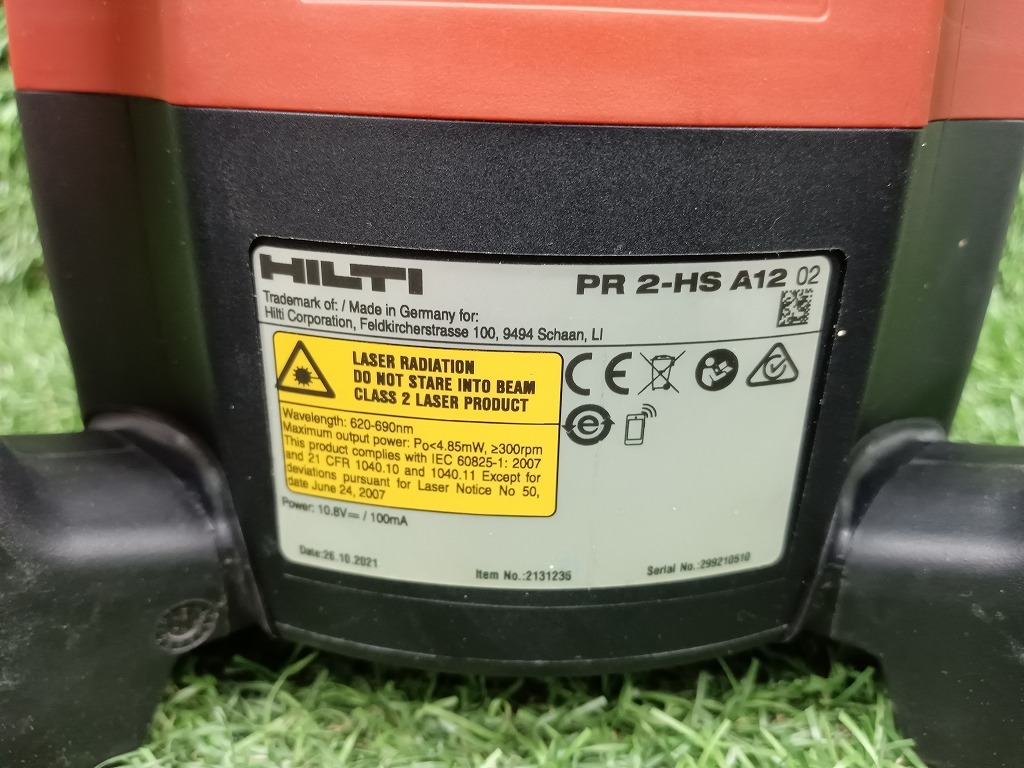 HILTI
PR 2-HS A12 02
Trademark of: / Made in Germany for:
Hilti Corporation, Feldkircherstrasse 100, 9494 Schaan, LI
LASER RADIATION
DO NOT STARE INTO BEAM
CLASS 2 LASER PRODUCT
Wavelength: 620-690nm
Maximum output power: Po<4.85mW, ≥300rpm
This product complies with IEC 60825-1: 2007
and 21 CFR 1040.10 and 1040.11 Except for
deviations pursuant for Laser Notice No 50,
date June 24, 2007
CE
e
Power: 10.8V⎓ / 100mA
Date:26.10.2021
Item No.:2131235
Serial No.:299210510